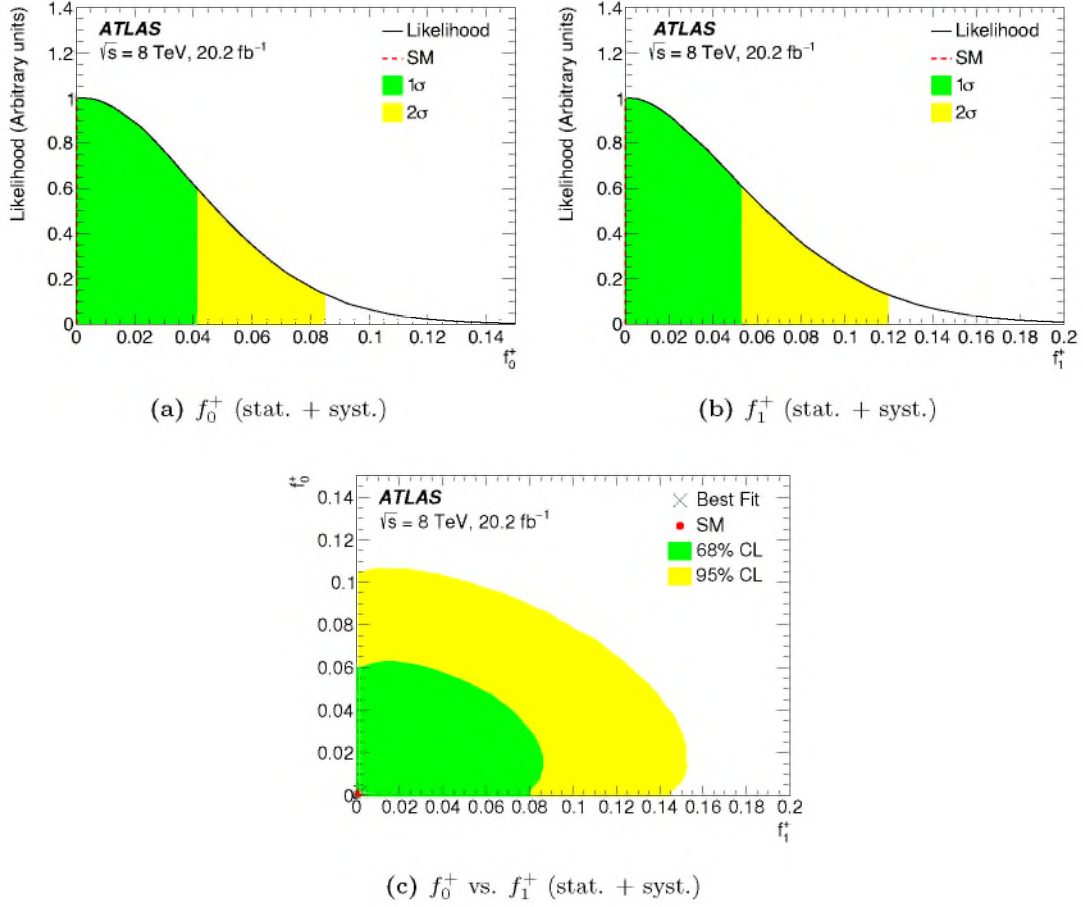 Likelihood (Arbitrary units)
1.4
1.2
1
0.8
0.6
0.4
0.2
0
ATLAS
√s = 8 TeV, 20.2 fb⁻¹
Likelihood
SM
1σ
2σ
0 0.02 0.04 0.06 0.08 0.1 0.12 0.14
f₀⁺
(a) f₀⁺ (stat. + syst.)
Likelihood (Arbitrary units)
1.4
1.2
1
0.8
0.6
0.4
0.2
0
ATLAS
√s = 8 TeV, 20.2 fb⁻¹
Likelihood
SM
1σ
2σ
0 0.02 0.04 0.06 0.08 0.1 0.12 0.14 0.16 0.18 0.2
f₁⁺
(b) f₁⁺ (stat. + syst.)
f₀⁺
0.14
0.12
0.1
0.08
0.06
0.04
0.02
0
ATLAS
√s = 8 TeV, 20.2 fb⁻¹
Best Fit
SM
68% CL
95% CL
0 0.02 0.04 0.06 0.08 0.1 0.12 0.14 0.16 0.18 0.2
f₁⁺
(c) f₀⁺ vs. f₁⁺ (stat. + syst.)